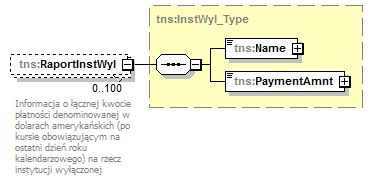 tns:InstWyl_Type
tns:RaportInstWyl
0..100
tns:Name
tns:PaymentAmnt
Informacja o łącznej kwocie
płatności denominowanej w
dolarach amerykańskich (po
kursie obowiązującym na
ostatni dzień roku
kalendarzowego) na rzecz
instytucji wyłączonej